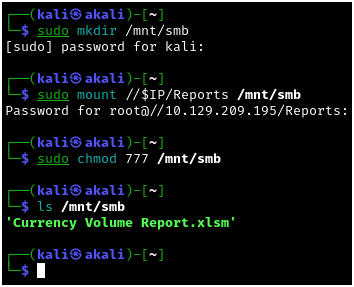 ┌──(kali㉿akali)-[~]
└─$ sudo mkdir /mnt/smb
[sudo] password for kali:
┌──(kali㉿akali)-[~]
└─$ sudo mount //$IP/Reports /mnt/smb
Password for root@//10.129.209.195/Reports:
┌──(kali㉿akali)-[~]
└─$ sudo chmod 777 /mnt/smb
┌──(kali㉿akali)-[~]
└─$ ls /mnt/smb
'Currency Volume Report.xlsm'
┌──(kali㉿akali)-[~]
└─$